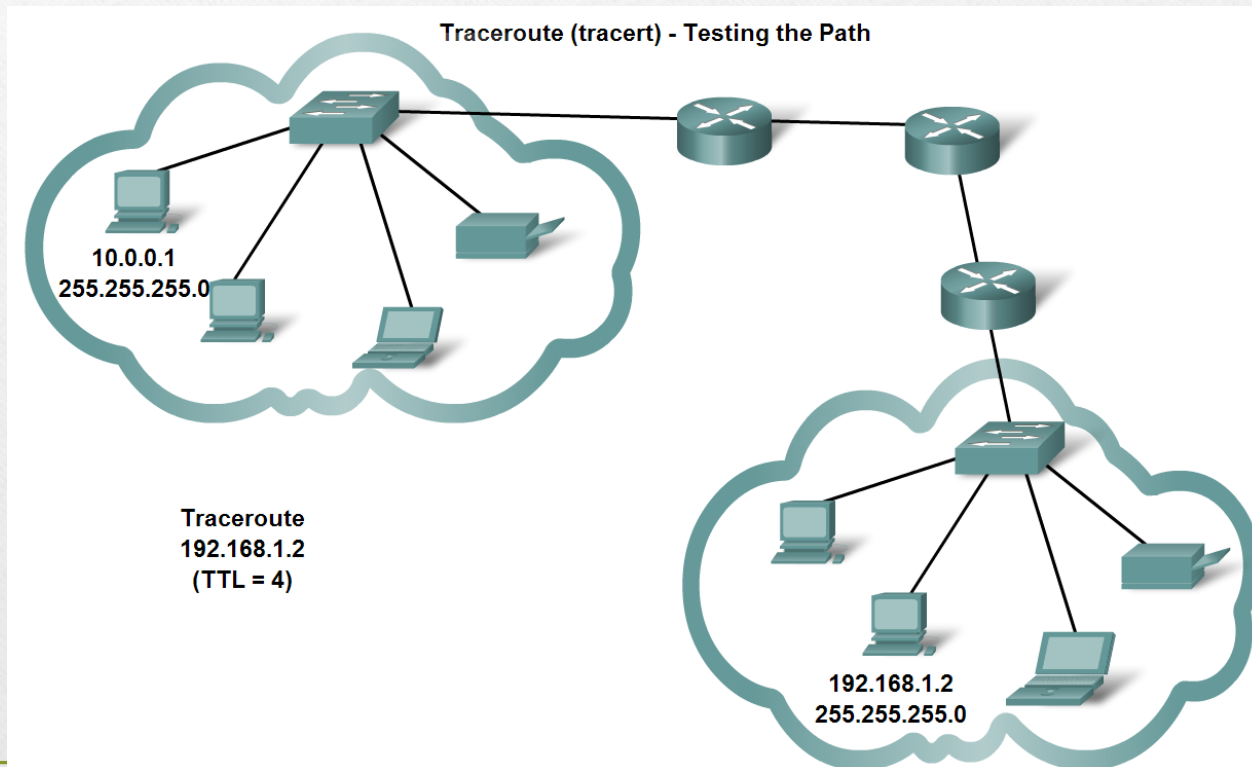 Traceroute (tracert) - Testing the Path
10.0.0.1
255.255.255.0
Traceroute
192.168.1.2
(TTL = 4)
192.168.1.2
255.255.255.0